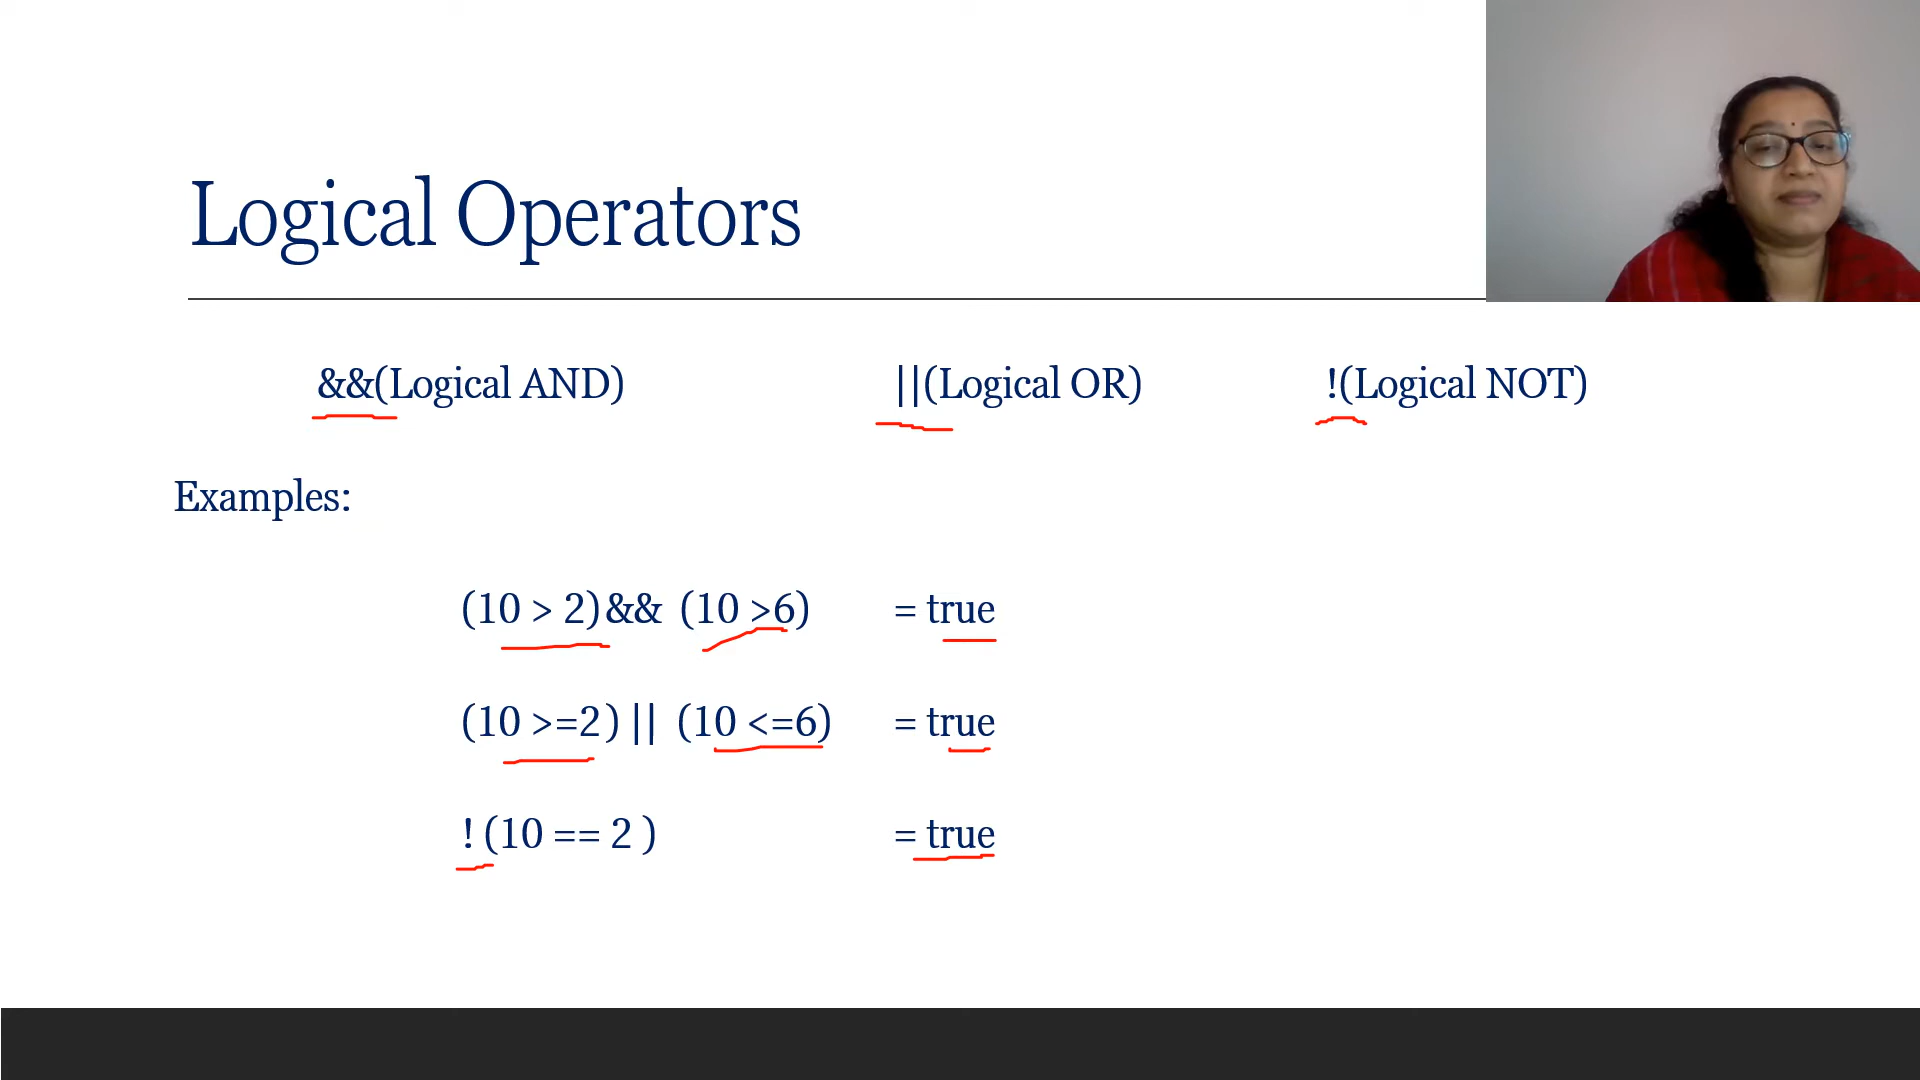 Logical Operators
&&(Logical AND) ||(Logical OR) !(Logical NOT)
Examples:
(10 > 2)&& (10 >6) = true
(10 >=2) || (10 <=6) = true
! (10 == 2 ) = true